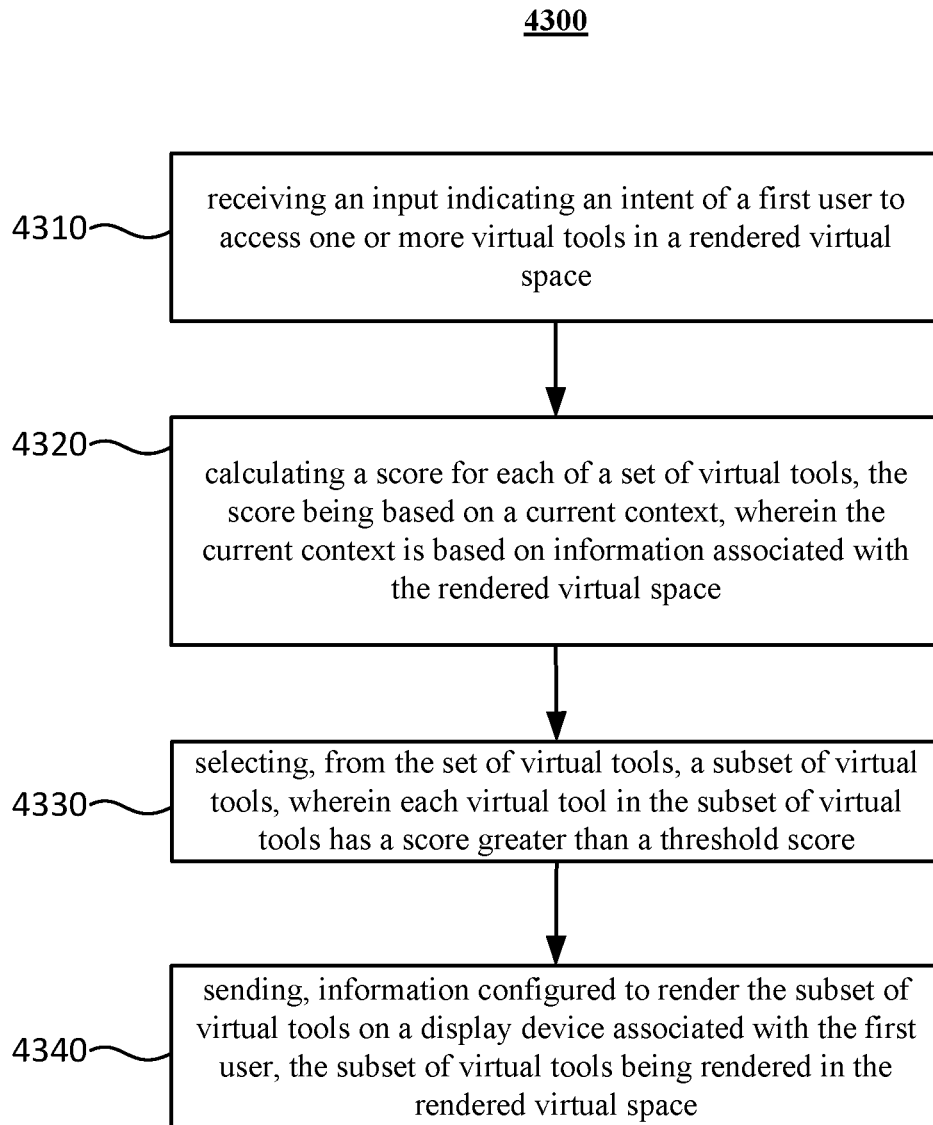 4300
4310
receiving an input indicating an intent of a first user to
access one or more virtual tools in a rendered virtual
space
4320
calculating a score for each of a set of virtual tools, the
score being based on a current context, wherein the
current context is based on information associated with
the rendered virtual space
4330
selecting, from the set of virtual tools, a subset of virtual
tools, wherein each virtual tool in the subset of virtual
tools has a score greater than a threshold score
4340
sending, information configured to render the subset of
virtual tools on a display device associated with the first
user, the subset of virtual tools being rendered in the
rendered virtual space